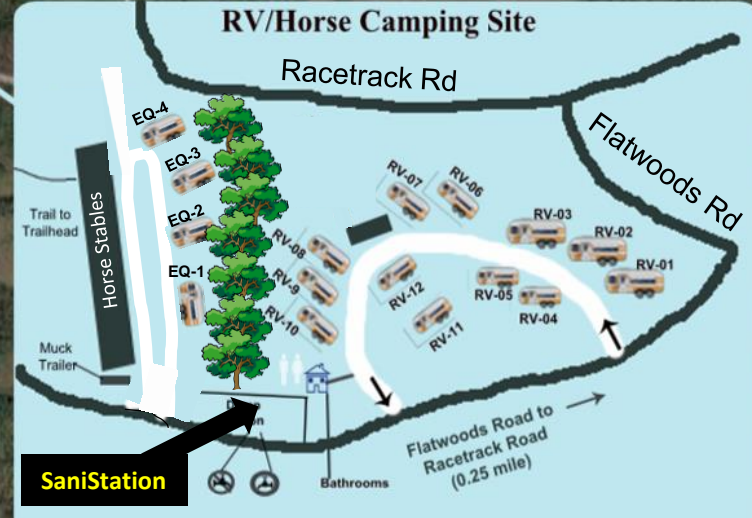 RV/Horse Camping Site
Racetrack Rd
Flatwoods Rd
EQ-4
EQ-3
EQ-2
EQ-1
RV-07
RV-06
RV-03
RV-02
RV-01
RV-08
RV-9
RV-10
RV-12
RV-11
RV-05
RV-04
Trail to
Trailhead
Horse Stables
Muck
Trailer
SaniStation
Bathrooms
Flatwoods Road to
Racetrack Road
(0.25 mile)